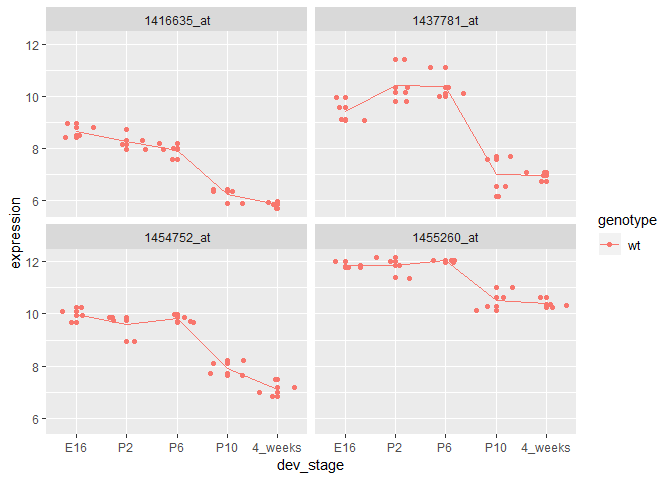 1416635_at 1437781_at
12
10
8
6
expression
genotype
wt
1454752_at 1455260_at
12
10
8
6
E16 P2 P6 P10 4_weeks E16 P2 P6 P10 4_weeks
dev_stage